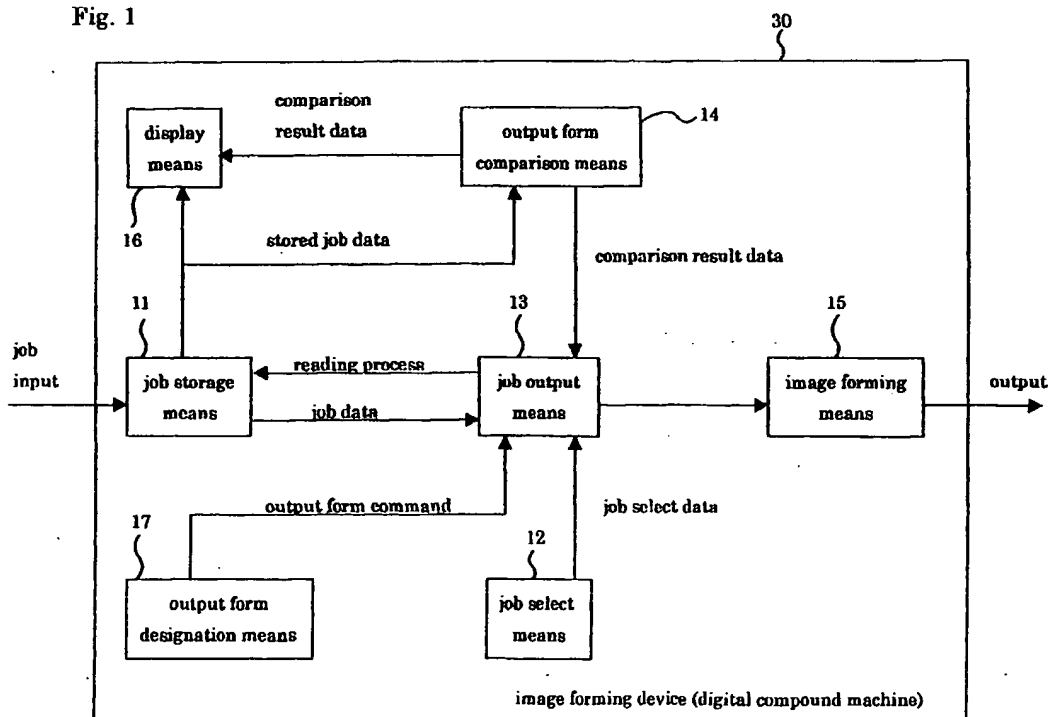 Fig. 1
30
comparison
result data
14
display
means
output form
comparison means
16
stored job data
comparison result data
11
13
15
job
input
reading process
job storage
means
job output
means
image forming
means
output
job data
output form command
job select data
17
12
output form
designation means
job select
means
image forming device (digital compound machine)